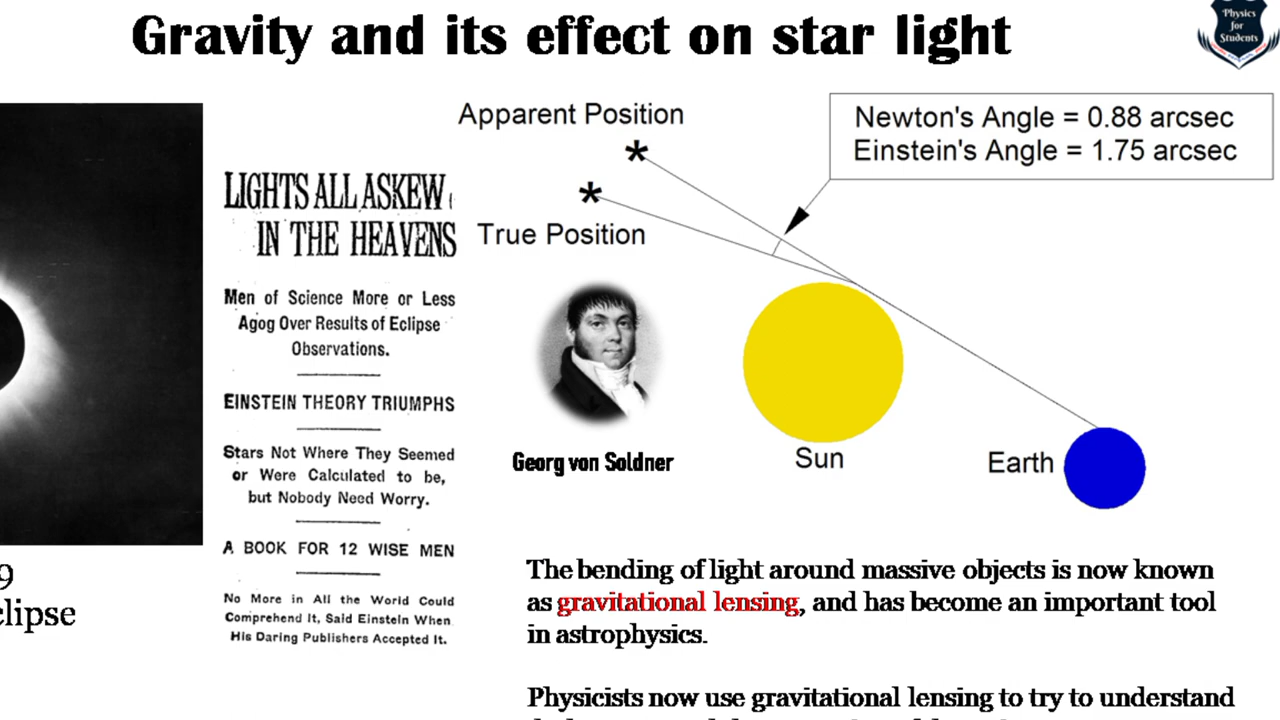 Gravity and its effect on star light
Physics
for
Students
Apparent Position
Newton's Angle = 0.88 arcsec
Einstein's Angle = 1.75 arcsec
True Position
LIGHTS ALL ASKEW
IN THE HEAVENS
Men of Science More or Less
Agog Over Results of Eclipse
Observations.
EINSTEIN THEORY TRIUMPHS
Stars Not Where They Seemed
or Were Calculated to be,
but Nobody Need Worry.
A BOOK FOR 12 WISE MEN
No More in All the World Could
Comprehend It, Said Einstein When
His Daring Publishers Accepted It.
Georg von Soldner
Sun
Earth
9
clipse
The bending of light around massive objects is now known
as gravitational lensing, and has become an important tool
in astrophysics.
Physicists now use gravitational lensing to try to understand